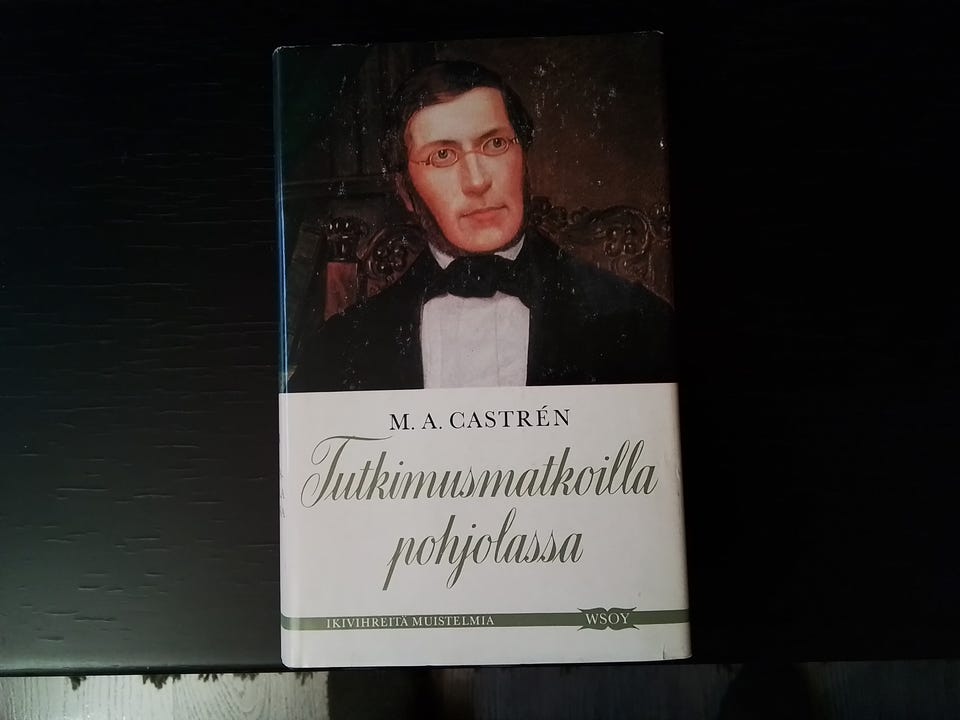 M. A. CASTRÉN
Tutkimusmatkoilla
pohjolassa
IKIVIHREITÄ MUISTELMIA
WSOY